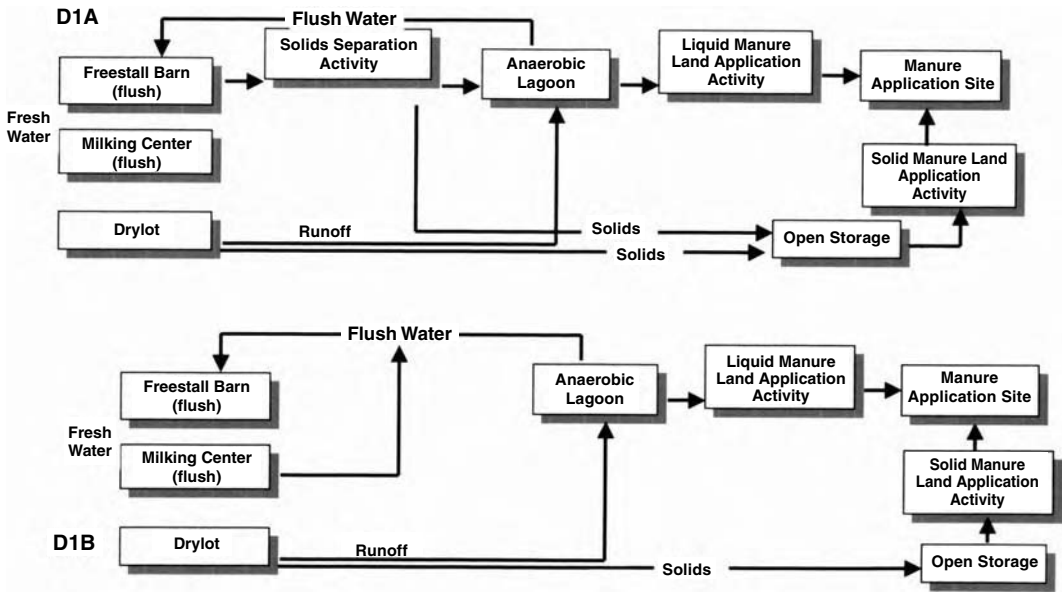 D1A
Flush Water
Freestall Barn
(flush)
Solids Separation
Activity
Anaerobic
Lagoon
Liquid Manure
Land Application
Activity
Manure
Application Site
Fresh
Water
Milking Center
(flush)
Solid Manure Land
Application
Activity
Drylot
Runoff
Solids
Solids
Open Storage
Flush Water
Freestall Barn
(flush)
Anaerobic
Lagoon
Liquid Manure
Land Application
Activity
Manure
Application Site
Fresh
Water
Milking Center
(flush)
Solid Manure
Land Application
Activity
D1B
Drylot
Runoff
Solids
Open Storage